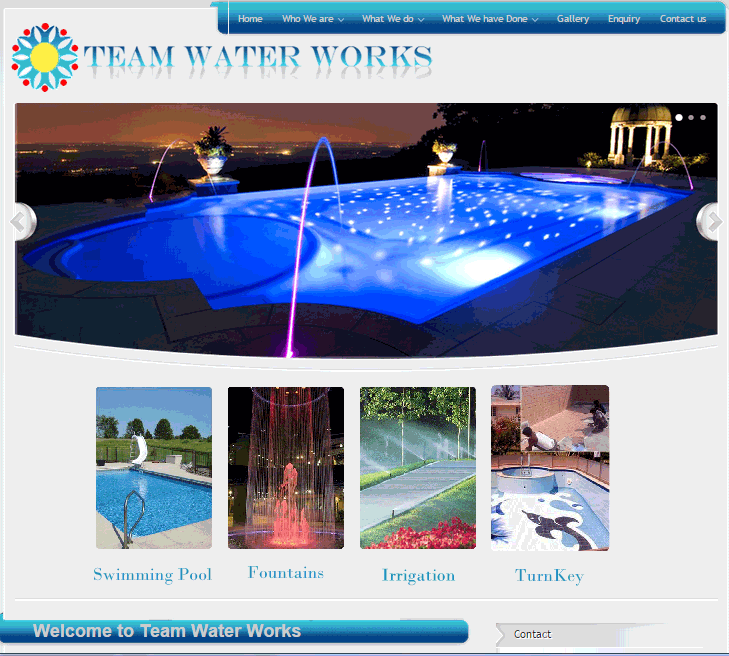 Home Who We are What We do What We have Done Gallery Enquiry Contact us
TEAM WATER WORKS
Swimming Pool Fountains Irrigation TurnKey
Welcome to Team Water Works
Contact